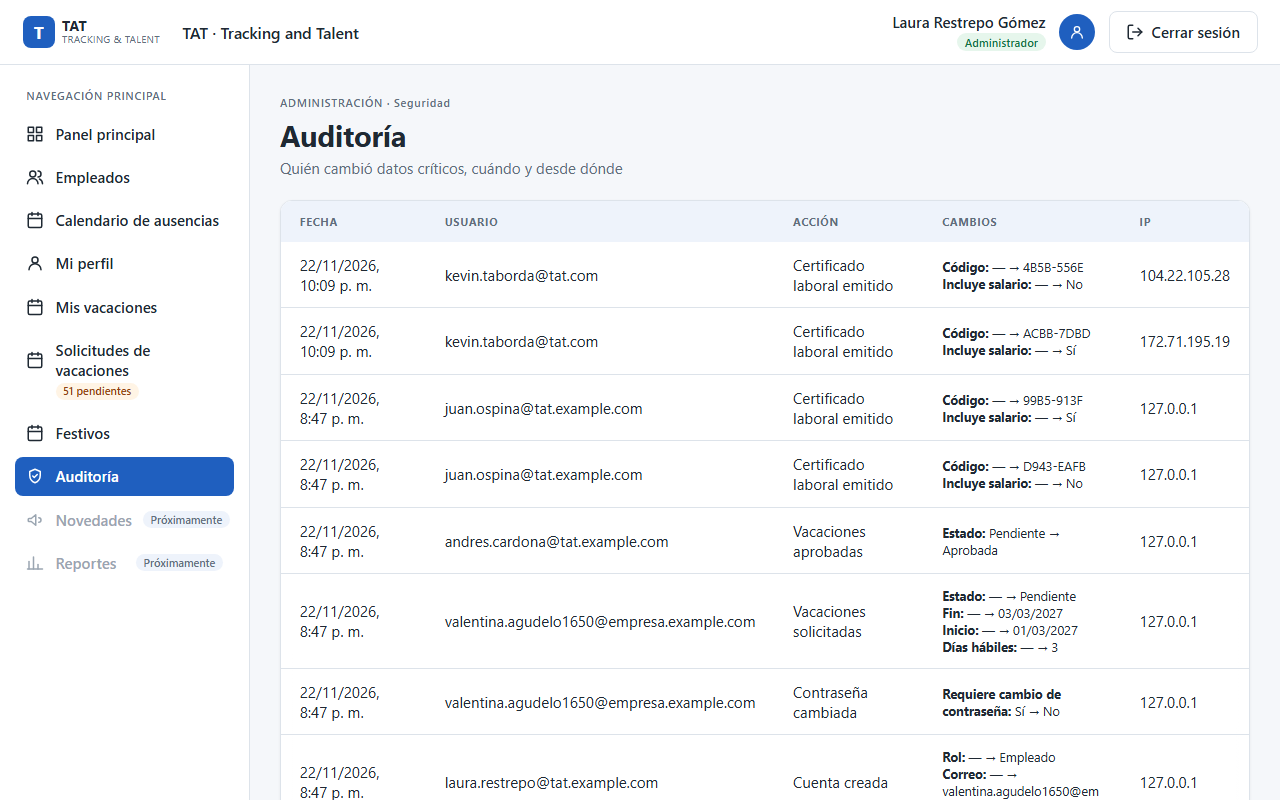 T
TAT
TRACKING & TALENT
TAT · Tracking and Talent
Laura Restrepo Gómez
Administrador
Cerrar sesión
NAVEGACIÓN PRINCIPAL
Panel principal
Empleados
Calendario de ausencias
Mi perfil
Mis vacaciones
Solicitudes de
vacaciones
51 pendientes
Festivos
Auditoría
Novedades Próximamente
Reportes Próximamente
ADMINISTRACIÓN · Seguridad
Auditoría
Quién cambió datos críticos, cuándo y desde dónde
FECHA USUARIO ACCIÓN CAMBIOS IP
22/11/2026,
10:09 p. m.
kevin.taborda@tat.com
Certificado
laboral emitido
Código: — → 4B5B-556E
Incluye salario: — → No
104.22.105.28
22/11/2026,
10:09 p. m.
kevin.taborda@tat.com
Certificado
laboral emitido
Código: — → ACBB-7DBD
Incluye salario: — → Sí
172.71.195.19
22/11/2026,
8:47 p. m.
juan.ospina@tat.example.com
Certificado
laboral emitido
Código: — → 99B5-913F
Incluye salario: — → Sí
127.0.0.1
22/11/2026,
8:47 p. m.
juan.ospina@tat.example.com
Certificado
laboral emitido
Código: — → D943-EAFB
Incluye salario: — → No
127.0.0.1
22/11/2026,
8:47 p. m.
andres.cardona@tat.example.com
Vacaciones
aprobadas
Estado: Pendiente →
Aprobada
127.0.0.1
22/11/2026,
8:47 p. m.
valentina.agudelo1650@empresa.example.com
Vacaciones
solicitadas
Estado: — → Pendiente
Fin: — → 03/03/2027
Inicio: — → 01/03/2027
Días hábiles: — → 3
127.0.0.1
22/11/2026,
8:47 p. m.
valentina.agudelo1650@empresa.example.com
Contraseña
cambiada
Requiere cambio de
contraseña: Sí → No
127.0.0.1
22/11/2026,
8:47 p. m.
laura.restrepo@tat.example.com
Cuenta creada
Rol: — → Empleado
Correo: — →
valentina.agudelo1650@em
127.0.0.1